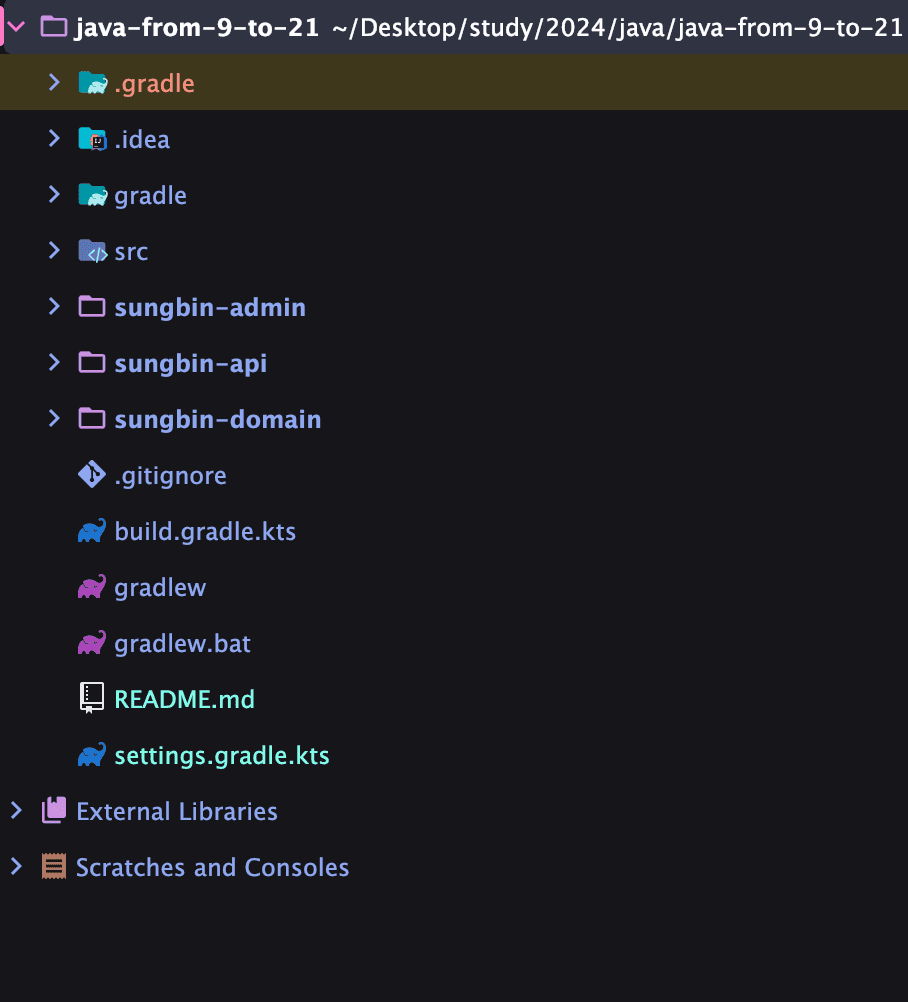 java-from-9-to-21 ~/Desktop/study/2024/java/java-from-9-to-21
.gradle
.idea
gradle
src
sungbin-admin
sungbin-api
sungbin-domain
.gitignore
build.gradle.kts
gradlew
gradlew.bat
README.md
settings.gradle.kts
External Libraries
Scratches and Consoles